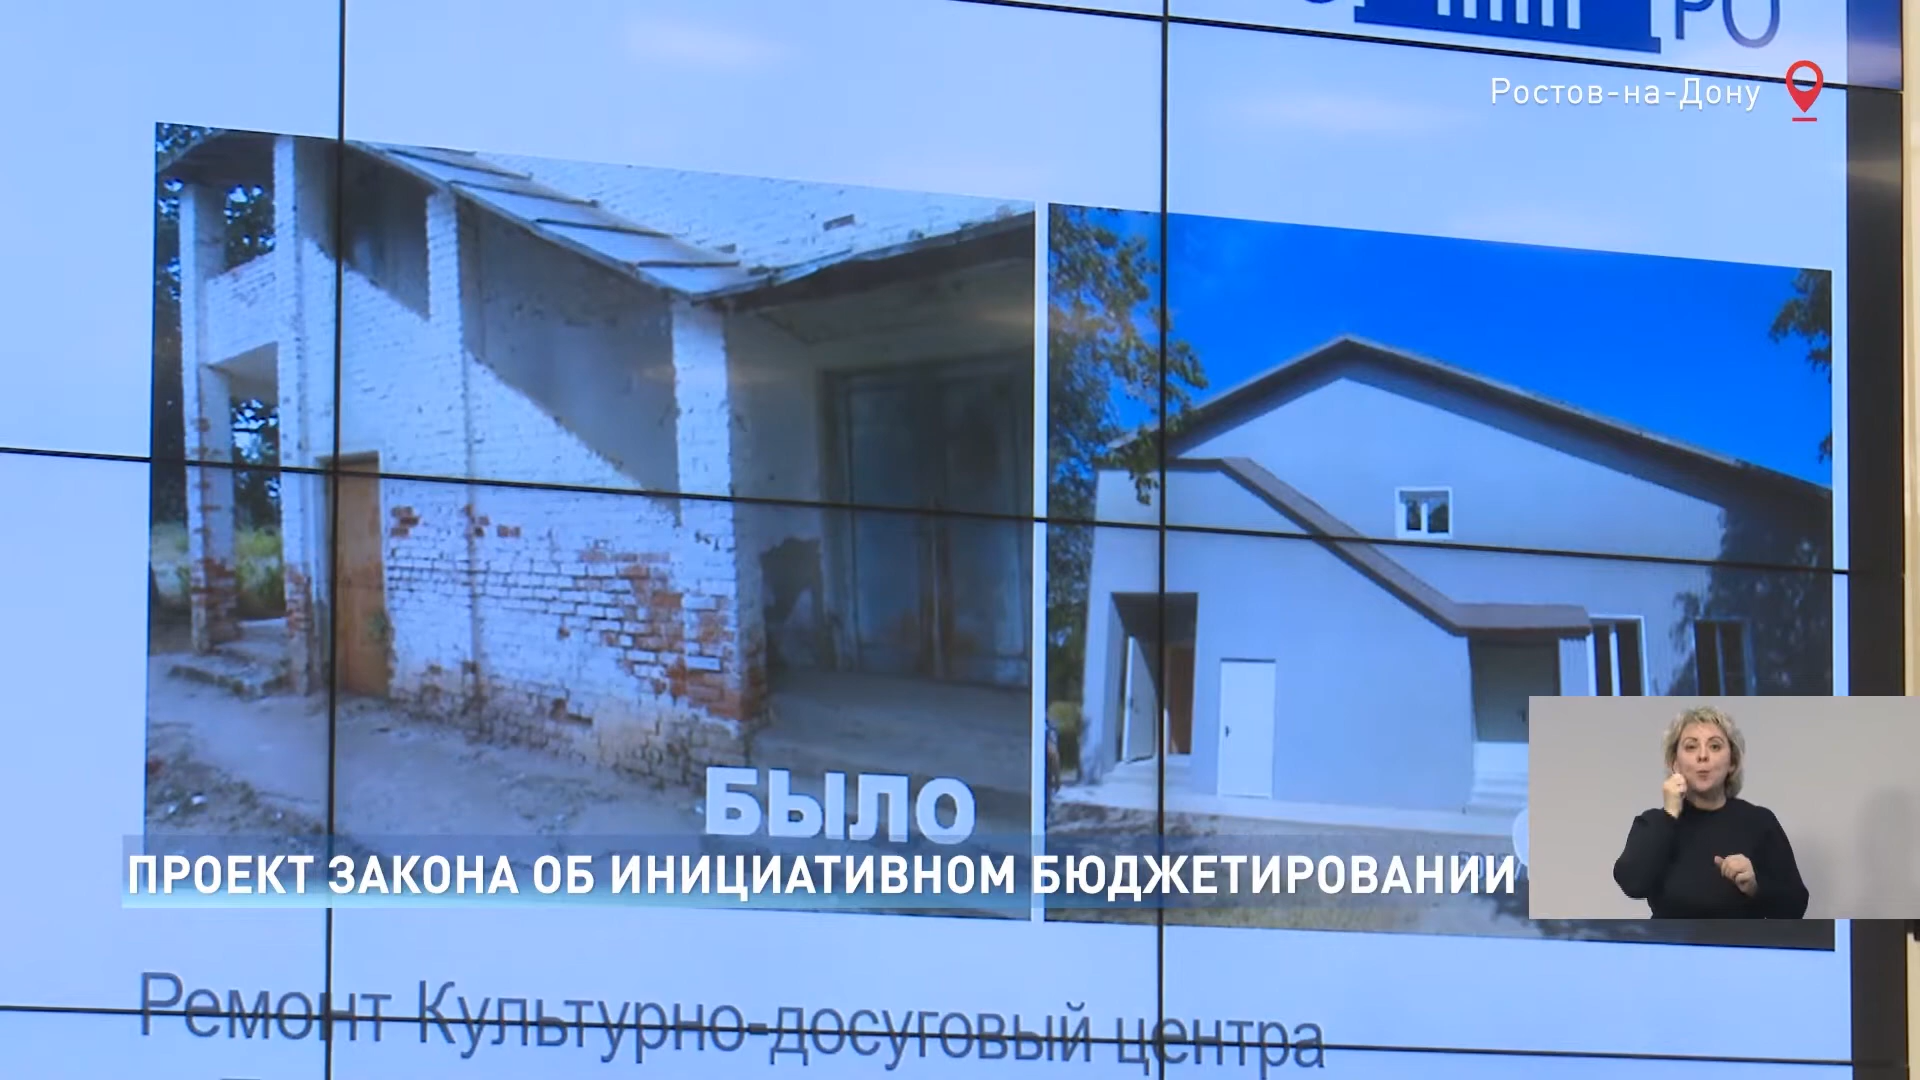 РО
Ростов-на-Дону
БЫЛО
ПРОЕКТ ЗАКОНА ОБ ИНИЦИАТИВНОМ БЮДЖЕТИРОВАНИИ
Ремонт Культурно-досуговый центра